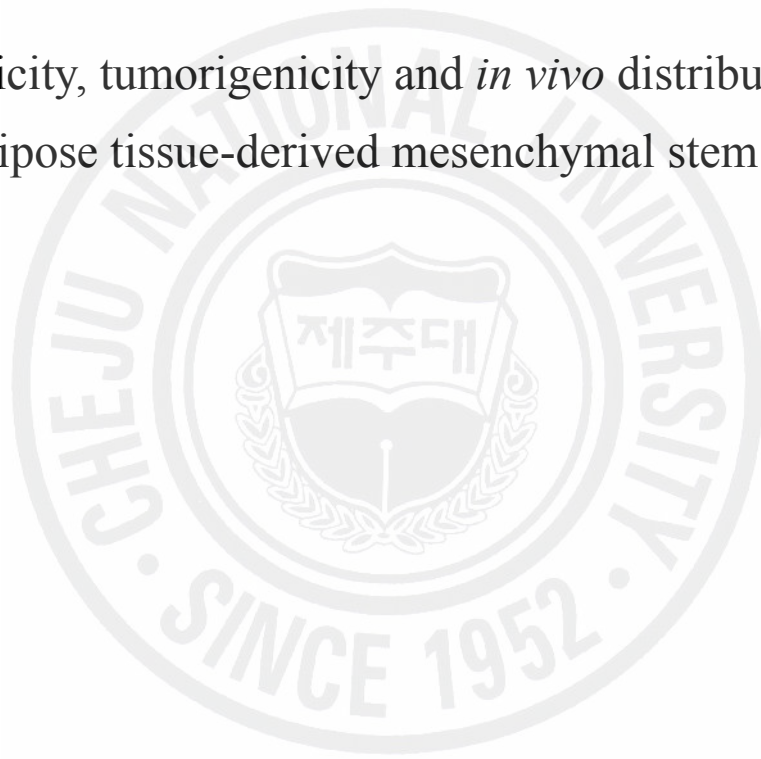 icity, tumorigenicity and in vivo distribu
ipose tissue-derived mesenchymal stem
CHEJU NATIONAL UNIVERSITY
제주대
SINCE 1952